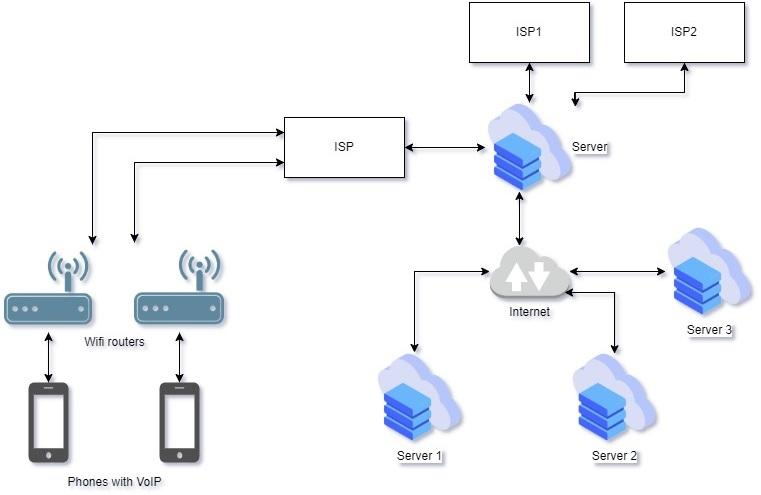 ISP1
ISP2
ISP
Server
Internet
Server 3
Wifi routers
Server 1
Server 2
Phones with VoIP